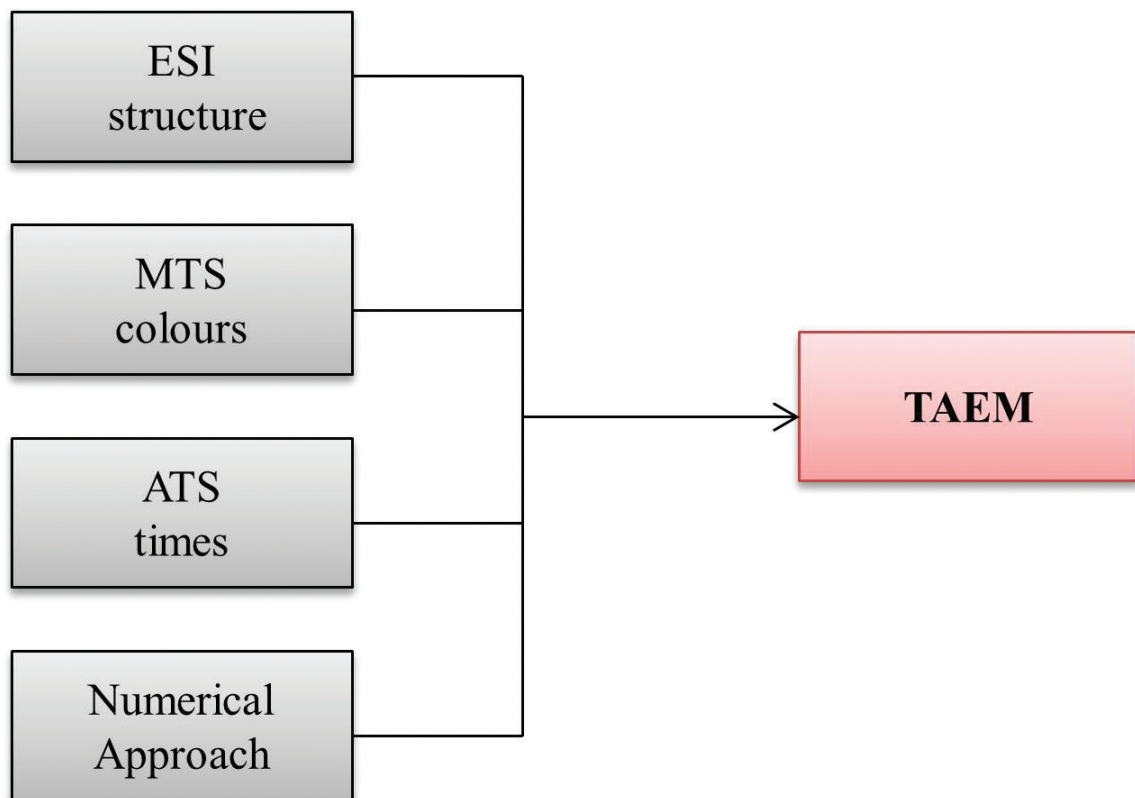 ESI
structure
MTS
colours
ATS
times
Numerical
Approach
TAEM